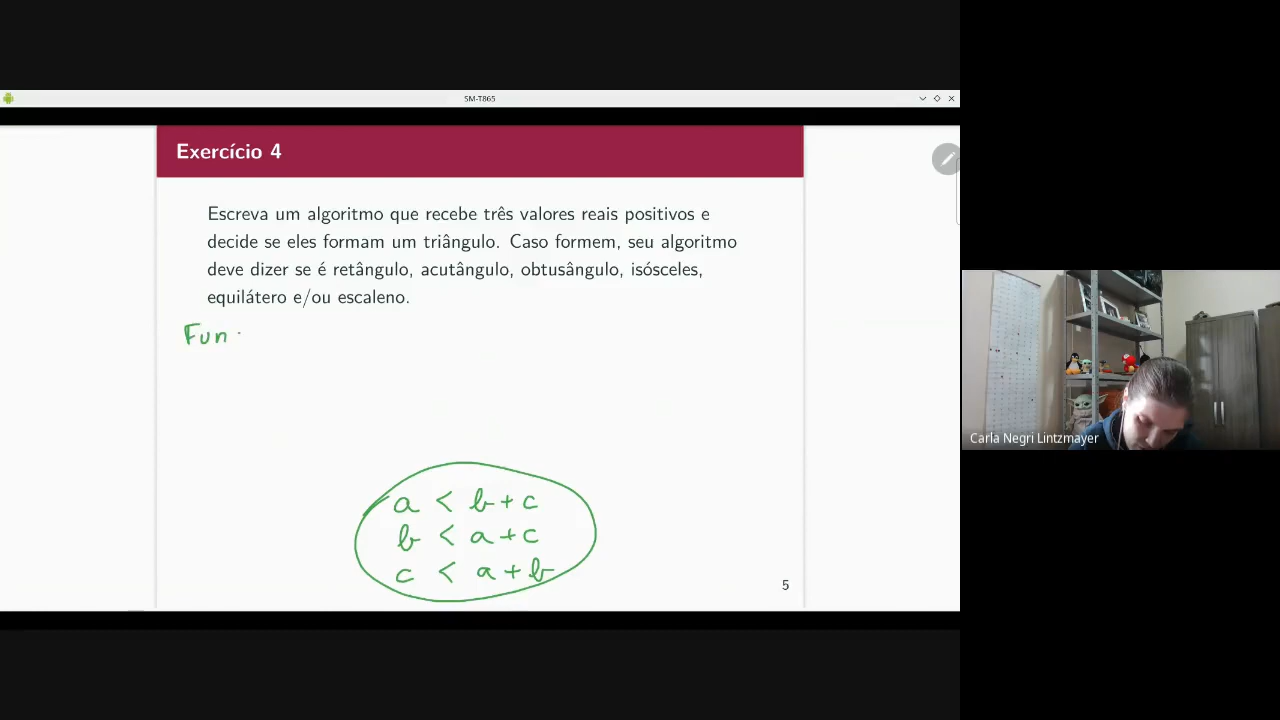 SM-T865
Exercício 4
Escreva um algoritmo que recebe três valores reais positivos e
decide se eles formam um triângulo. Caso formem, seu algoritmo
deve dizer se é retângulo, acutângulo, obtusângulo, isósceles,
equilátero e/ou escaleno.
Fun
a < b + c
b < a + c
c < a + b
5
Carla Negri Lintzmayer